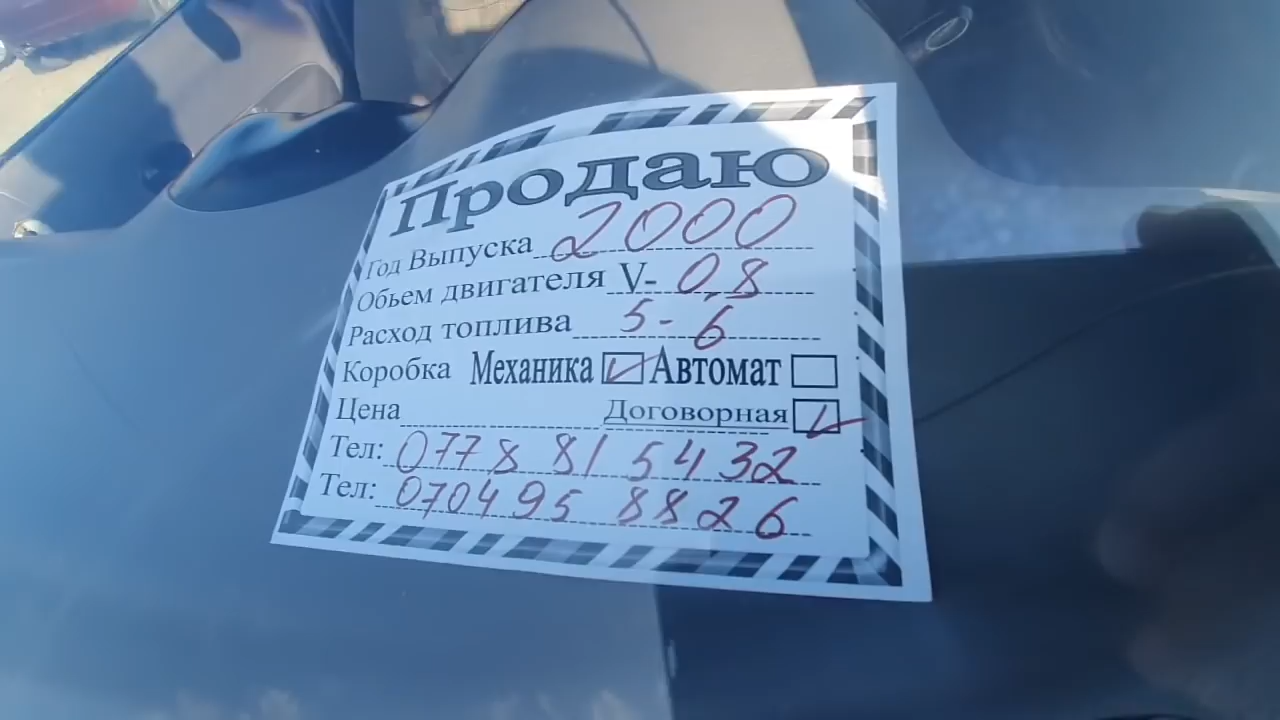 Продаю
Год Выпуска 2000
Обьем двигателя V- 0,8
Расход топлива 5-6
Коробка Механика Автомат
Цена Договорная
Тел: 0778 81 54 32
Тел: 070495 8826